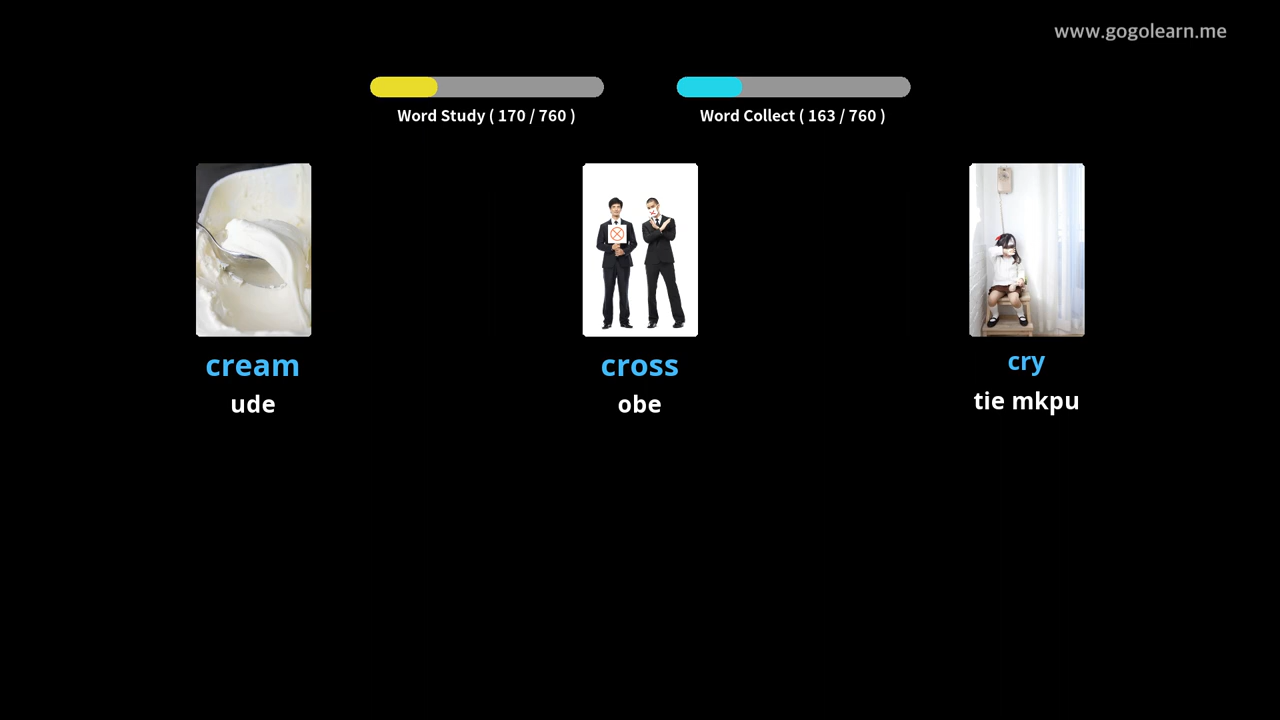 www.gogolearn.me
Word Study ( 170 / 760 )
Word Collect ( 163 / 760 )
cream
ude
cross
obe
cry
tie mkpu